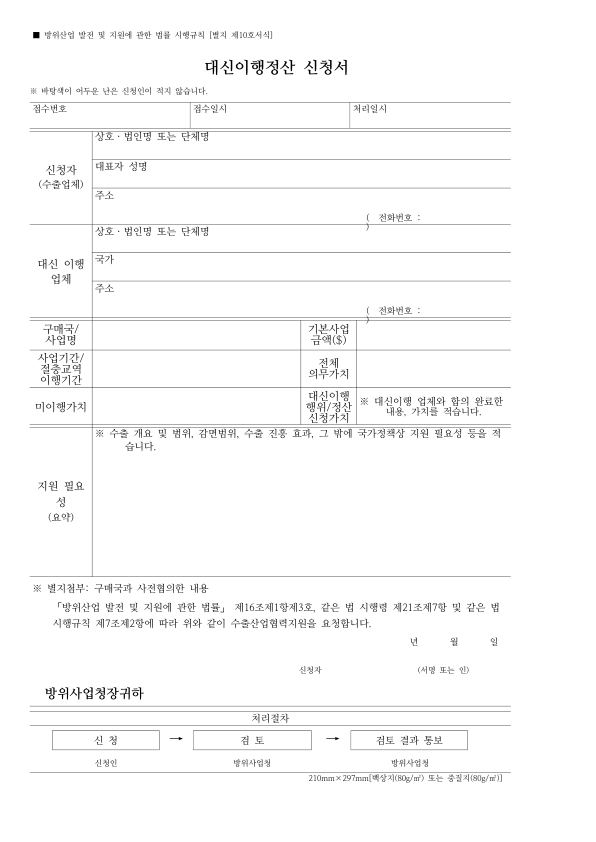 ■ 방위산업 발전 및 지원에 관한 법률 시행규칙 [별지 제10호서식]
대신이행정산 신청서
※ 바탕색이 어두운 난은 신청인이 적지 않습니다.
접수번호 접수일시 처리일시
신청자
(수출업체)
상호ㆍ법인명 또는 단체명
대표자 성명
주소
( 전화번호 :
)
대신 이행
업체
상호ㆍ법인명 또는 단체명
국가
주소
( 전화번호 :
)
구매국/
사업명
기본사업
금액($)
사업기간/
절충교역
이행기간
전체
의무가치
미이행가치
대신이행
행위/정산
신청가치
※ 대신이행 업체와 합의 완료한
내용, 가치를 적습니다.
지원 필요
성
(요약)
※ 수출 개요 및 범위, 감면범위, 수출 진흥 효과, 그 밖에 국가정책상 지원 필요성 등을 적
습니다.
※ 별지첨부: 구매국과 사전협의한 내용
「방위산업 발전 및 지원에 관한 법률」 제16조제1항제3호, 같은 법 시행령 제21조제7항 및 같은 법
시행규칙 제7조제2항에 따라 위와 같이 수출산업협력지원을 요청합니다.
년 월 일
신청자 (서명 또는 인)
방위사업청장귀하
처리절차
신 청 → 검 토 → 검토 결과 통보
신청인 방위사업청 방위사업청
210mm×297mm[백상지(80g/㎡) 또는 중질지(80g/㎡)]